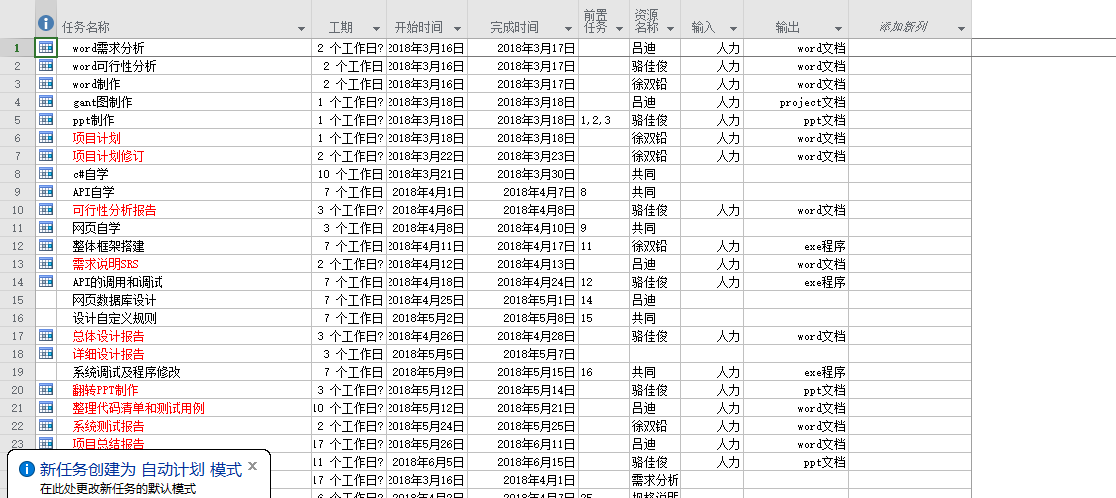 任务名称 工期 开始时间 完成时间 前置任务 资源名称 输入 输出 添加新列
1 word需求分析 2 个工作日? 2018年3月16日 2018年3月17日 吕迪 人力 word文档
2 word可行性分析 2 个工作日 2018年3月16日 2018年3月17日 骆佳俊 人力 word文档
3 word制作 2 个工作日 2018年3月16日 2018年3月17日 徐双铅 人力 word文档
4 gant图制作 1 个工作日? 2018年3月18日 2018年3月18日 吕迪 人力 project文档
5 ppt制作 1 个工作日? 2018年3月18日 2018年3月18日 1,2,3 骆佳俊 人力 ppt文档
6 项目计划 1 个工作日? 2018年3月18日 2018年3月18日 徐双铅 人力 word文档
7 项目计划修订 2 个工作日? 2018年3月22日 2018年3月23日 徐双铅 人力 word文档
8 c#自学 10 个工作日? 2018年3月21日 2018年3月30日 共同
9 API自学 7 个工作日? 2018年4月1日 2018年4月7日 8 共同
10 可行性分析报告 3 个工作日? 2018年4月6日 2018年4月8日 骆佳俊 人力 word文档
11 网页自学 3 个工作日? 2018年4月8日 2018年4月10日 9 共同
12 整体框架搭建 7 个工作日? 2018年4月11日 2018年4月17日 11 徐双铅 人力 exe程序
13 需求说明SRS 2 个工作日? 2018年4月12日 2018年4月13日 吕迪 人力 word文档
14 API的调用和调试 7 个工作日? 2018年4月18日 2018年4月24日 12 骆佳俊 人力 exe程序
15 网页数据库设计 7 个工作日 2018年4月25日 2018年5月1日 14 吕迪
16 设计自定义规则 7 个工作日 2018年5月2日 2018年5月8日 15 共同
17 总体设计报告 3 个工作日? 2018年4月26日 2018年4月28日 骆佳俊 人力 word文档
18 详细设计报告 3 个工作日 2018年5月5日 2018年5月7日
19 系统调试及程序修改 7 个工作日 2018年5月9日 2018年5月15日 16 共同 人力 exe程序
20 翻转PPT制作 3 个工作日? 2018年5月12日 2018年5月14日 骆佳俊 人力 ppt文档
21 整理代码清单和测试用例 10 个工作日? 2018年5月12日 2018年5月21日 吕迪 人力 word文档
22 系统测试报告 2 个工作日? 2018年5月24日 2018年5月25日 徐双铅 人力 word文档
23 项目总结报告 17 个工作日? 2018年5月26日 2018年6月11日 吕迪 人力 word文档
11 个工作日? 2018年6月5日 2018年6月15日 骆佳俊 人力 ppt文档
17 个工作日? 2018年3月16日 2018年4月1日 需求分析
新任务创建为 自动计划 模式
在此处更改新任务的默认模式